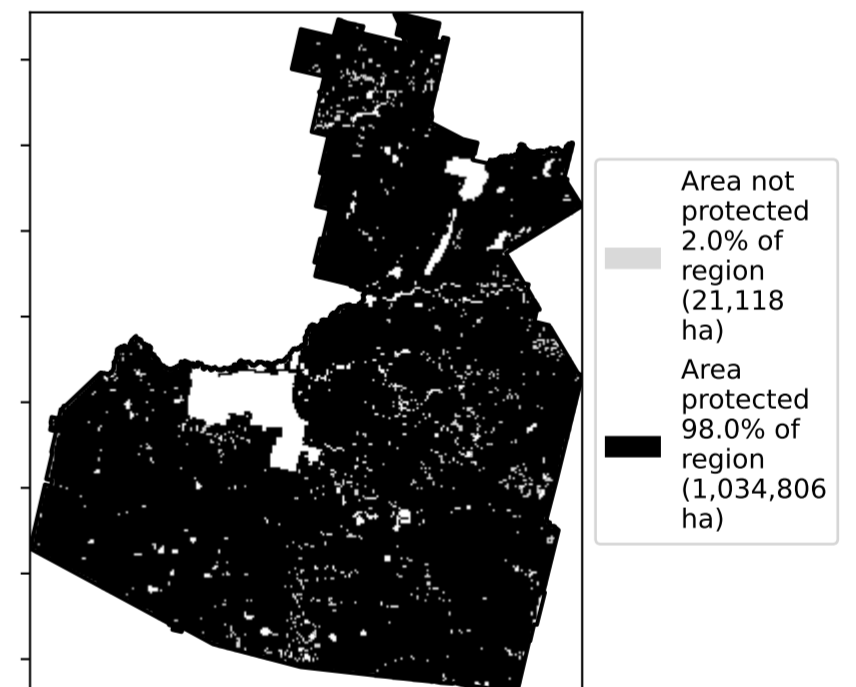 Area not
protected
2.0% of
region
(21,118
ha)
Area
protected
98.0% of
region
(1,034,806
ha)